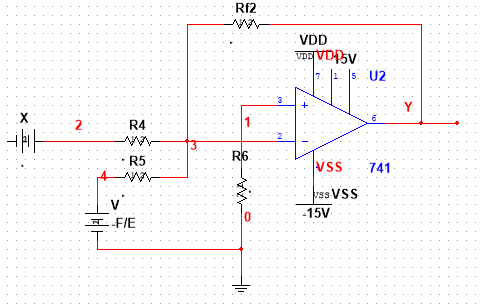 Rf2
VDD
VDD
VDD
15V
U2
7
1
5
X
2
R4
3
1
Y
6
2
3
R5
R6
4
VSS
741
V
-F/E
0
VSS
VSS
-15V